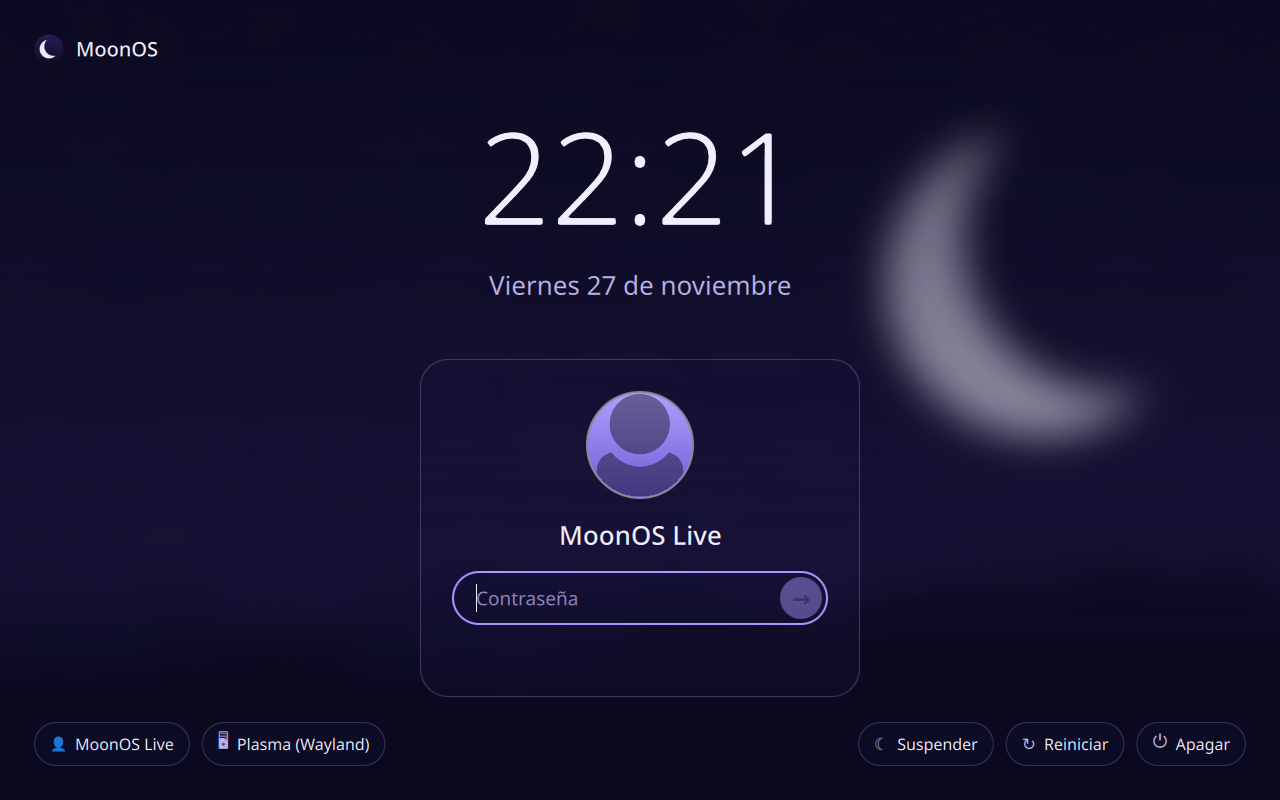 MoonOS
22:21
Viernes 27 de noviembre
MoonOS Live
Contraseña
MoonOS Live
Plasma (Wayland)
Suspender
Reiniciar
Apagar